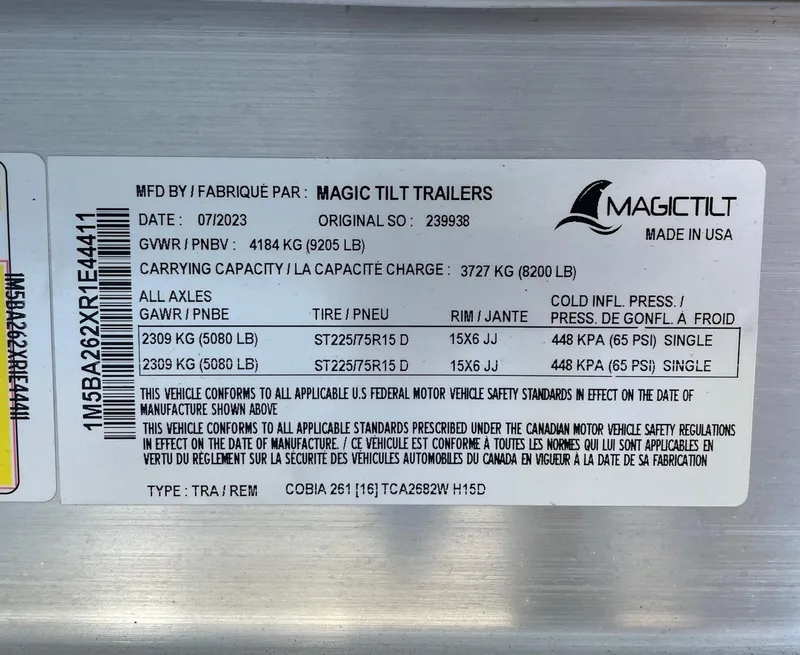 1M5BA262XR1E44411
1M5BA262XR1E44411
MFD BY / FABRIQUÉ PAR : MAGIC TILT TRAILERS
MAGICTILT
MADE IN USA
DATE : 07/2023 ORIGINAL SO : 239938
GVWR / PNBV : 4184 KG (9205 LB)
CARRYING CAPACITY / LA CAPACITÉ CHARGE : 3727 KG (8200 LB)
ALL AXLES COLD INFL. PRESS. /
GAWR / PNBE TIRE / PNEU RIM / JANTE PRESS. DE GONFL. À FROID
2309 KG (5080 LB) ST225/75R15 D 15X6 JJ 448 KPA (65 PSI) SINGLE
2309 KG (5080 LB) ST225/75R15 D 15X6 JJ 448 KPA (65 PSI) SINGLE
THIS VEHICLE CONFORMS TO ALL APPLICABLE U.S FEDERAL MOTOR VEHICLE SAFETY STANDARDS IN EFFECT ON THE DATE OF
MANUFACTURE SHOWN ABOVE
THIS VEHICLE CONFORMS TO ALL APPLICABLE STANDARDS PRESCRIBED UNDER THE CANADIAN MOTOR VEHICLE SAFETY REGULATIONS
IN EFFECT ON THE DATE OF MANUFACTURE. / CE VÉHICULE EST CONFORME À TOUTES LES NORMES QUI LUI SONT APPLICABLES EN
VERTU DU RÈGLEMENT SUR LA SÉCURITÉ DES VÉHICULES AUTOMOBILES DU CANADA EN VIGUEUR À LA DATE DE SA FABRICATION
TYPE : TRA / REM COBIA 261 [16] TCA2682W H15D